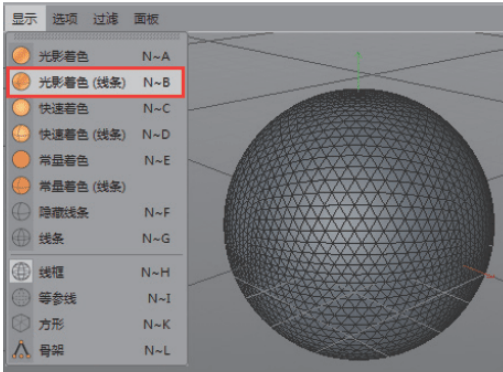 显示 选项 过滤 面板
光影着色 N~A
光影着色 (线条) N~B
快速着色 N~C
快速着色 (线条) N~D
常量着色 N~E
常量着色 (线条)
隐藏线条 N~F
线条 N~G
线框 N~H
等参线 N~I
方形 N~K
骨架 N~L